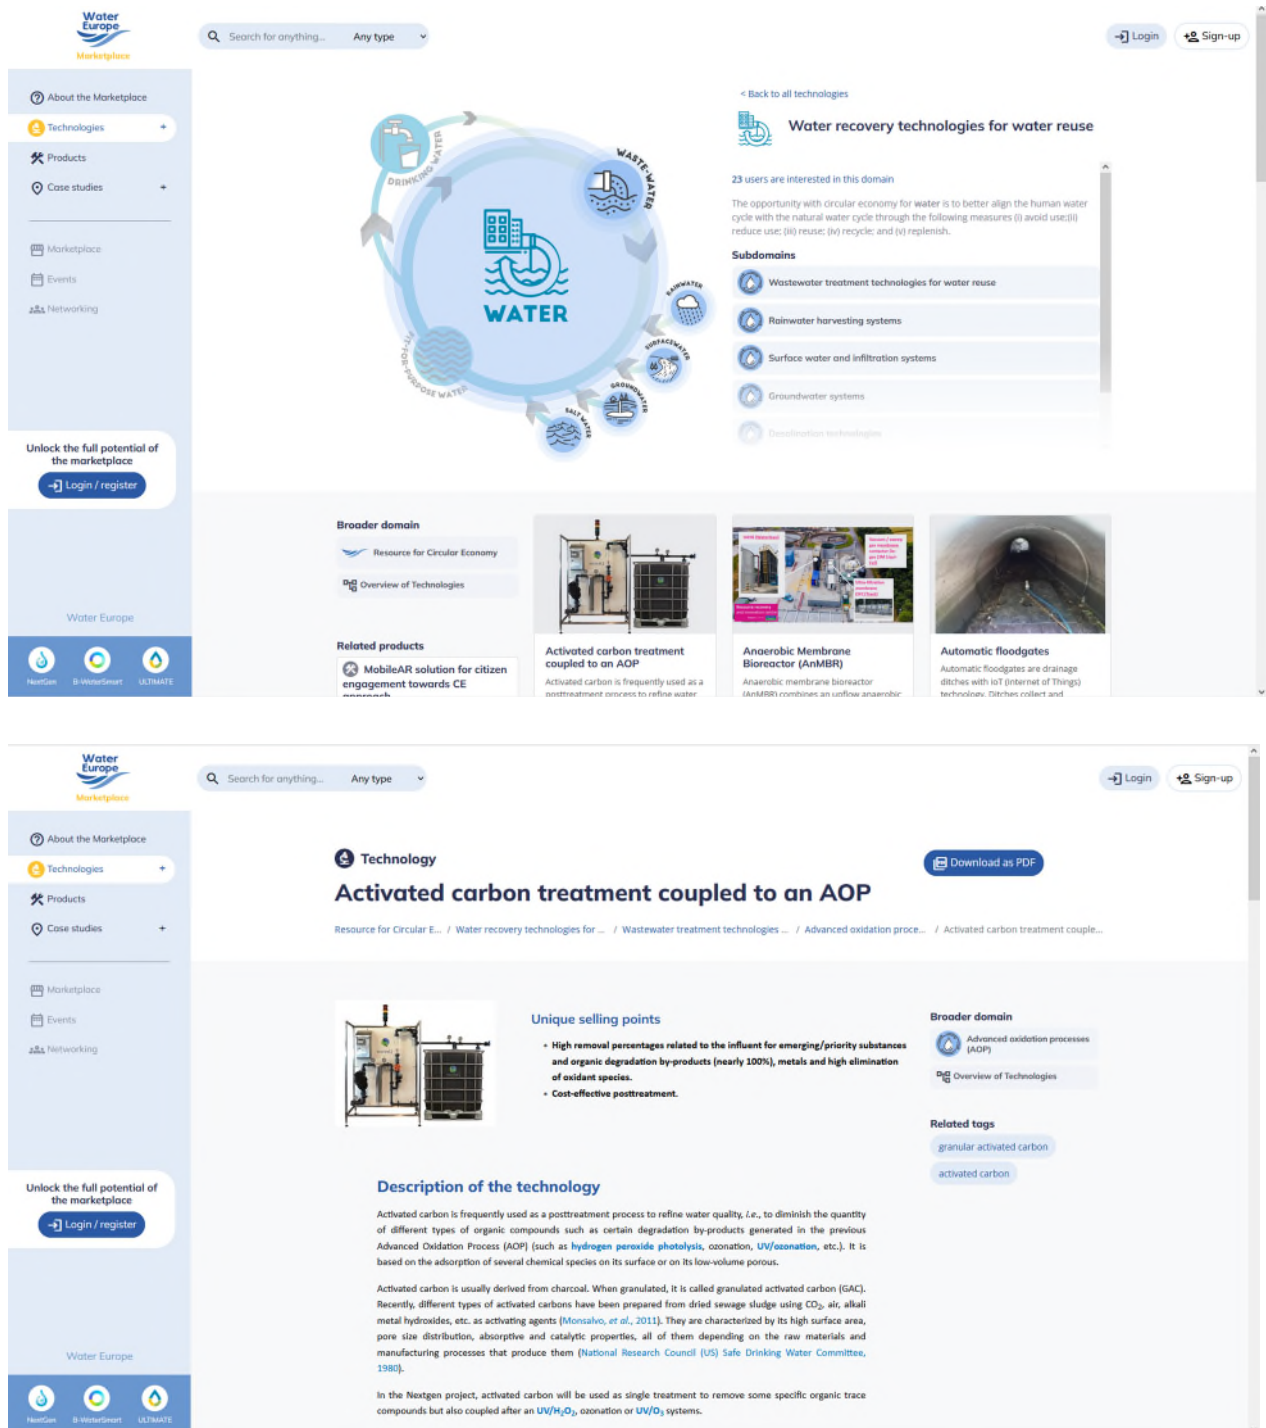 Water
Europe
Marketplace
Search for anything...
Any type
Login
Sign-up
About the Marketplace
Technologies +
Products
Case studies +
Marketplace
Events
Networking
Unlock the full potential of
the marketplace
Login / register
Water Europe
NextGen
B-WaterSmart
ULTIMATE
DRINKING WATER
WASTE-WATER
RAINWATER
SURFACEWATER
GROUNDWATER
SALT WATER
FIT-FOR-PURPOSE WATER
WATER
< Back to all technologies
Water recovery technologies for water reuse
23 users are interested in this domain
The opportunity with circular economy for water is to better align the human water
cycle with the natural water cycle through the following measures (i) avoid use;(ii)
reduce use; (iii) reuse; (iv) recycle; and (v) replenish.
Subdomains
Wastewater treatment technologies for water reuse
Rainwater harvesting systems
Surface water and infiltration systems
Groundwater systems
Desalination technologies
Broader domain
Resource for Circular Economy
Overview of Technologies
Related products
MobileAR solution for citizen
engagement towards CE
approach
Activated carbon treatment
coupled to an AOP
Activated carbon is frequently used as a
posttreatment process to refine water
Anaerobic Membrane
Bioreactor (AnMBR)
Anaerobic membrane bioreactor
(AnMBR) combines an upflow anaerobic
Automatic floodgates
Automatic floodgates are drainage
ditches with IoT (Internet of Things)
technology. Ditches collect and
Water
Europe
Marketplace
Search for anything...
Any type
Login
Sign-up
About the Marketplace
Technologies +
Products
Case studies +
Marketplace
Events
Networking
Unlock the full potential of
the marketplace
Login / register
Water Europe
NextGen
B-WaterSmart
ULTIMATE
Technology
Download as PDF
Activated carbon treatment coupled to an AOP
Resource for Circular E... / Water recovery technologies for ... / Wastewater treatment technologies ... / Advanced oxidation proce... / Activated carbon treatment couple...
Unique selling points
• High removal percentages related to the influent for emerging/priority substances
and organic degradation by-products (nearly 100%), metals and high elimination
of oxidant species.
• Cost-effective posttreatment.
Broader domain
Advanced oxidation processes
(AOP)
Overview of Technologies
Related tags
granular activated carbon
activated carbon
Description of the technology
Activated carbon is frequently used as a posttreatment process to refine water quality, i.e., to diminish the quantity
of different types of organic compounds such as certain degradation by-products generated in the previous
Advanced Oxidation Process (AOP) (such as hydrogen peroxide photolysis, ozonation, UV/ozonation, etc.). It is
based on the adsorption of several chemical species on its surface or on its low-volume porous.
Activated carbon is usually derived from charcoal. When granulated, it is called granulated activated carbon (GAC).
Recently, different types of activated carbons have been prepared from dried sewage sludge using CO₂, air, alkali
metal hydroxides, etc. as activating agents (Monsalvo, et al., 2011). They are characterized by its high surface area,
pore size distribution, absorptive and catalytic properties, all of them depending on the raw materials and
manufacturing processes that produce them (National Research Council (US) Safe Drinking Water Committee,
1980).
In the Nextgen project, activated carbon will be used as single treatment to remove some specific organic trace
compounds but also coupled after an UV/H₂O₂, ozonation or UV/O₃ systems.